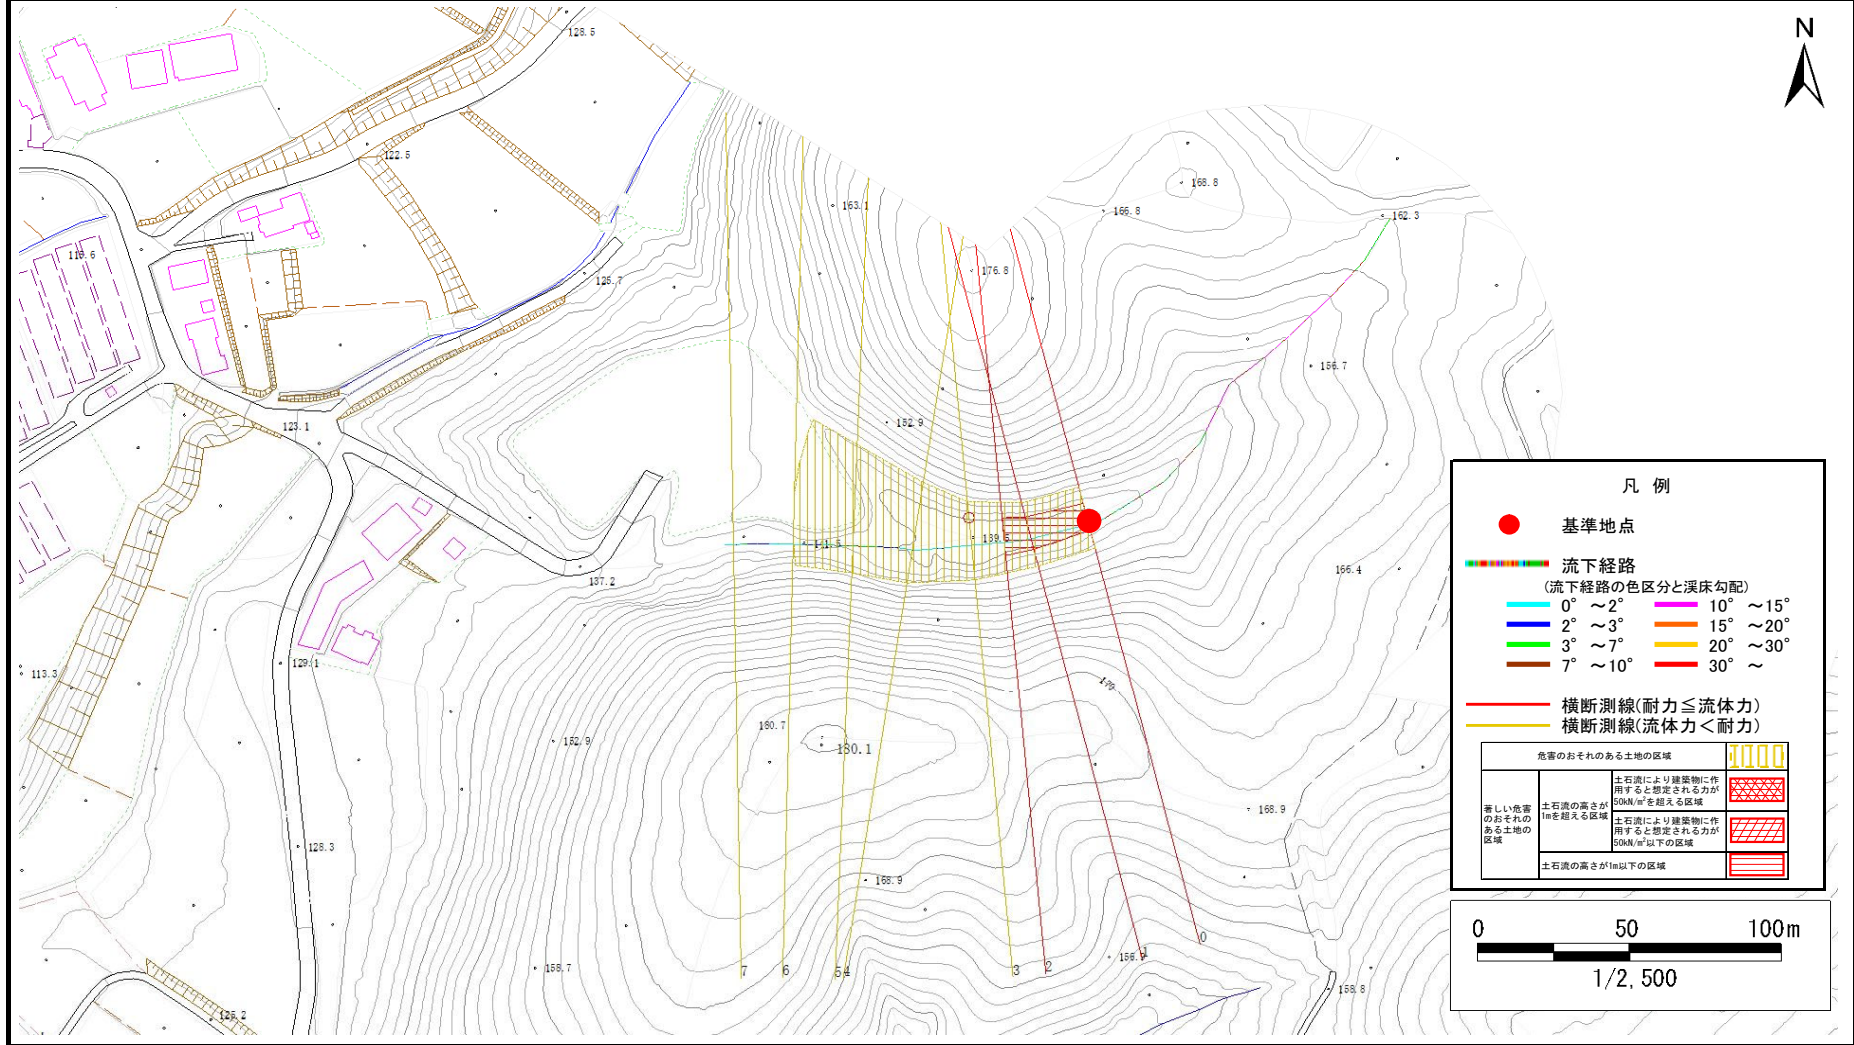 N
128.5
122.5
163.1
168.8
166.8
162.3
176.8
125.7
156.7
152.9
123.1
139.5
141.5
137.2
166.4
129.1
113.3
170
180.7
180.1
152.9
168.9
128.3
168.9
158.7
125.2
158.8
7
6
5
4
3
2
1
0
凡 例
基準地点
流下経路
(流下経路の色区分と渓床勾配)
0° ～2° 10° ～15°
2° ～3° 15° ～20°
3° ～7° 20° ～30°
7° ～10° 30° ～
横断測線(耐力≦流体力)
横断測線(流体力＜耐力)
危害のおそれのある土地の区域
著しい危害
のおそれの
ある土地の
区域
土石流の高さが
1mを超える区域
土石流により建築物に作
用すると想定される力が
50kN/㎡を超える区域
土石流により建築物に作
用すると想定される力が
50kN/㎡以下の区域
土石流の高さが1m以下の区域
0 50 100m
1/2,500